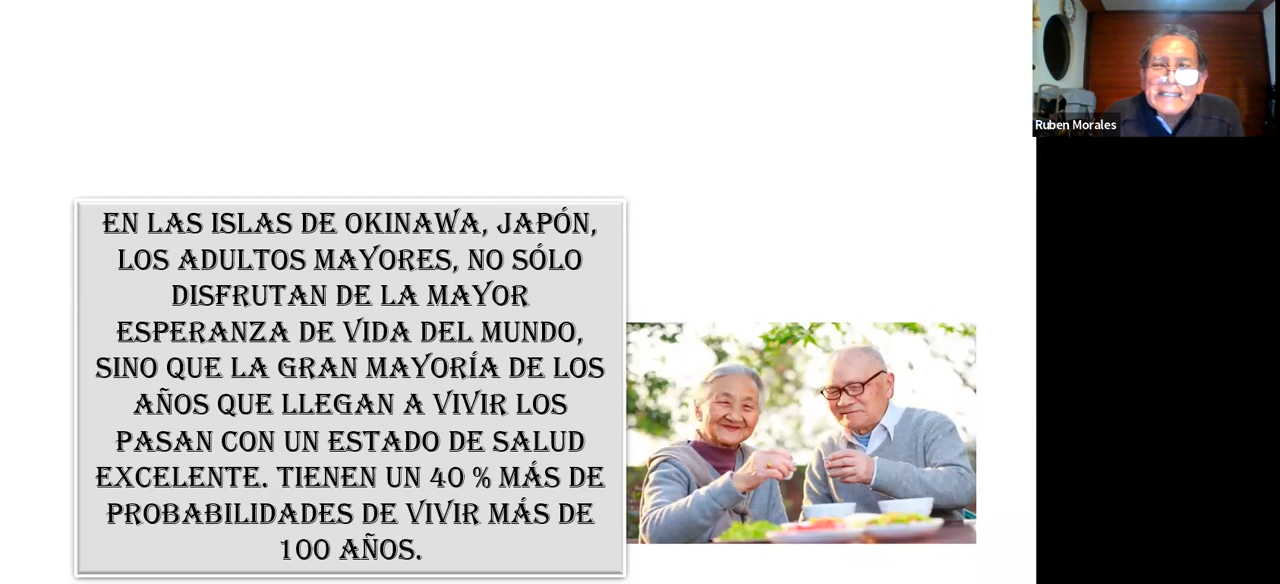 EN LAS ISLAS DE OKINAWA, JAPÓN,
LOS ADULTOS MAYORES, NO SÓLO
DISFRUTAN DE LA MAYOR
ESPERANZA DE VIDA DEL MUNDO,
SINO QUE LA GRAN MAYORÍA DE LOS
AÑOS QUE LLEGAN A VIVIR LOS
PASAN CON UN ESTADO DE SALUD
EXCELENTE. TIENEN UN 40 % MÁS DE
PROBABILIDADES DE VIVIR MÁS DE
100 AÑOS.
Ruben Morales